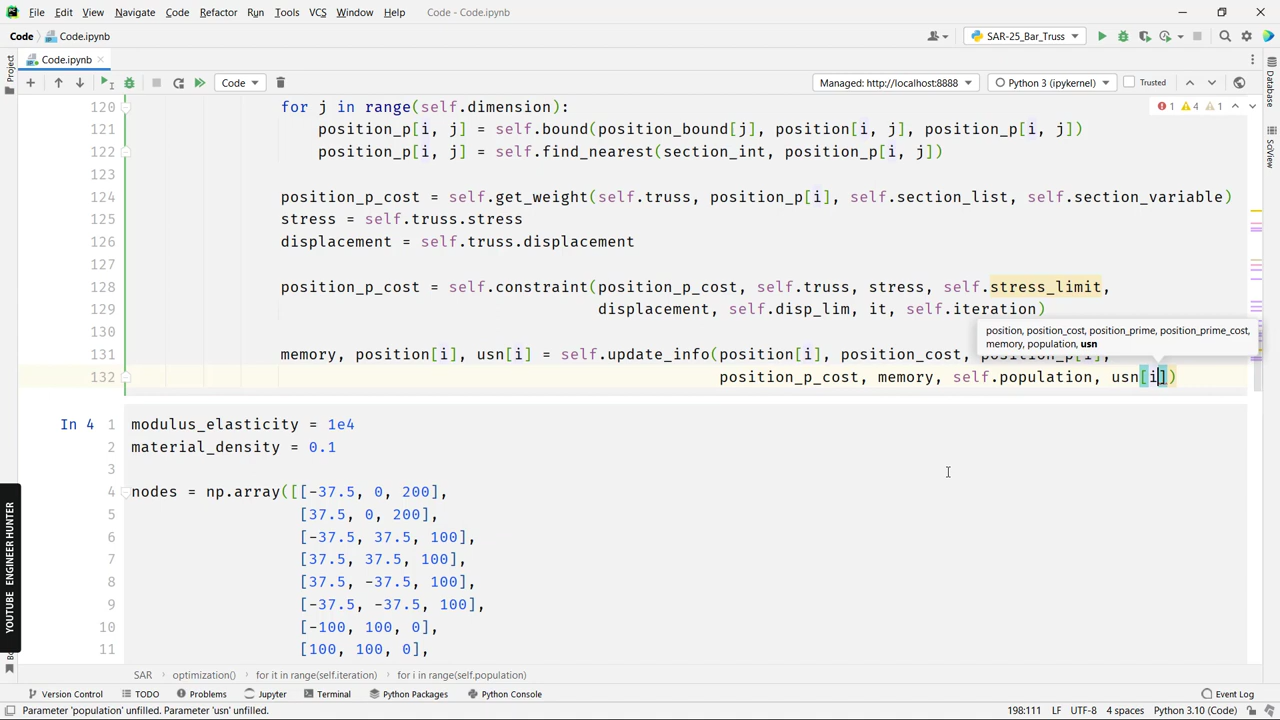 File Edit View Navigate Code Refactor Run Tools VCS Window Help Code - Code.ipynb
Code Code.ipynb SAR-25_Bar_Truss
Project Code.ipynb
Code Managed: http://localhost:8888 Python 3 (ipykernel) Trusted
Database
SciView
1 4 1
120 for j in range(self.dimension):
121 position_p[i, j] = self.bound(position_bound[j], position[i, j], position_p[i, j])
122 position_p[i, j] = self.find_nearest(section_int, position_p[i, j])
123
124 position_p_cost = self.get_weight(self.truss, position_p[i], self.section_list, self.section_variable)
125 stress = self.truss.stress
126 displacement = self.truss.displacement
127
128 position_p_cost = self.constraint(position_p_cost, self.truss, stress, self.stress_limit,
129 displacement, self.disp_lim, it, self.iteration)
130
position, position_cost, position_prime, position_prime_cost,
memory, population, usn
131 memory, position[i], usn[i] = self.update_info(position[i], position_cost, position_p[i],
132 position_p_cost, memory, self.population, usn[i])
In 4 1 modulus_elasticity = 1e4
2 material_density = 0.1
3
4 nodes = np.array([[-37.5, 0, 200],
5 [37.5, 0, 200],
6 [-37.5, 37.5, 100],
7 [37.5, 37.5, 100],
8 [37.5, -37.5, 100],
9 [-37.5, -37.5, 100],
10 [-100, 100, 0],
11 [100, 100, 0],
YOUTUBE ENGINEER HUNTER
SAR optimization() for it in range(self.iteration) for i in range(self.population)
Version Control TODO Problems Jupyter Terminal Python Packages Python Console Event Log
Parameter 'population' unfilled. Parameter 'usn' unfilled. 198:111 LF UTF-8 4 spaces Python 3.10 (Code)